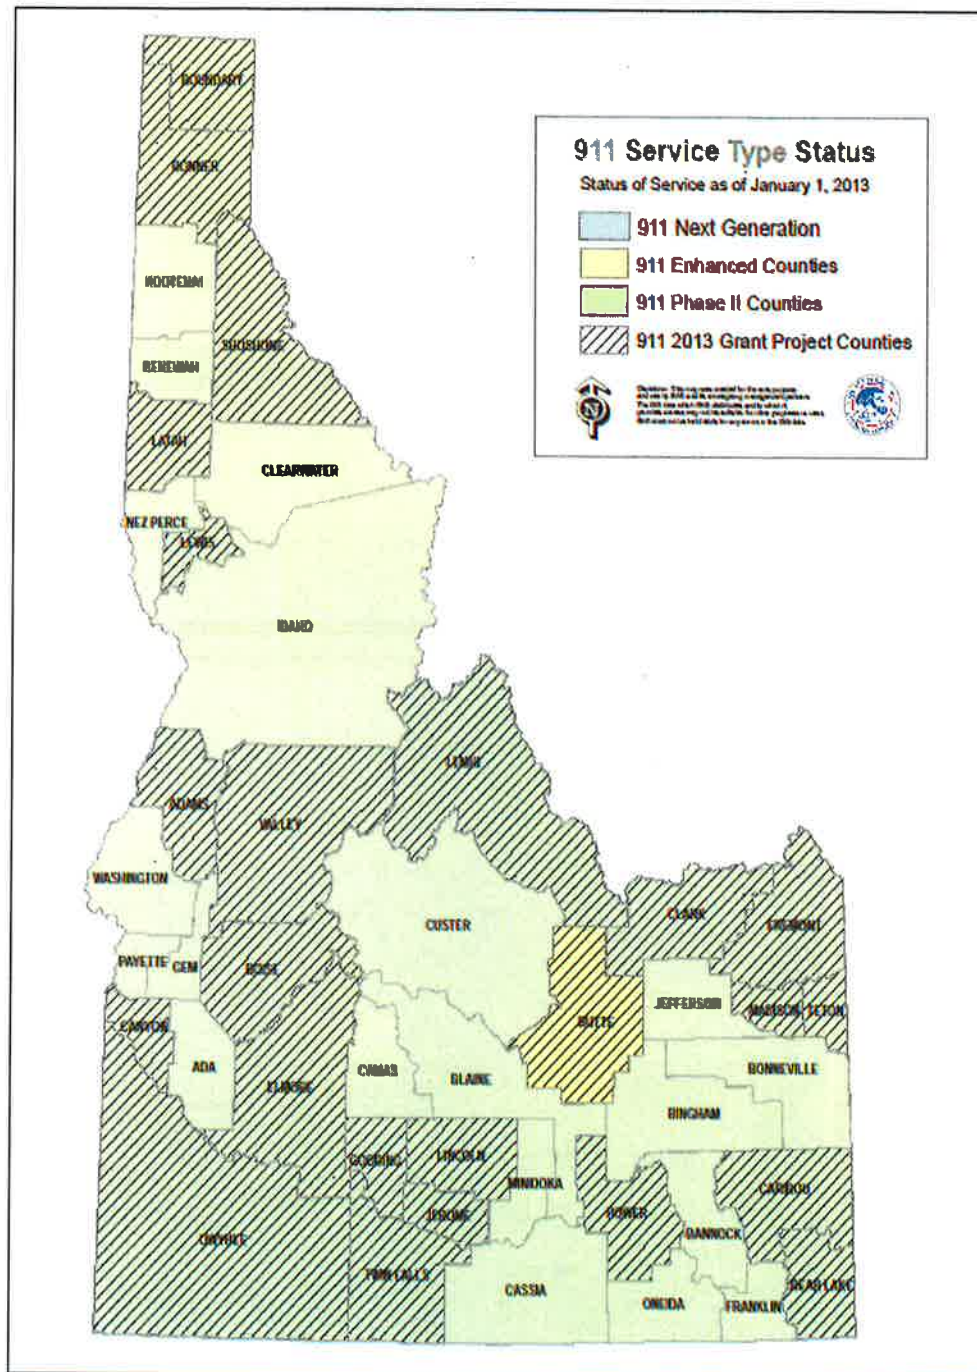 BOUNDARY
BONNER
911 Service Type Status
Status of Service as of January 1, 2013
911 Next Generation
911 Enhanced Counties
911 Phase II Counties
911 2013 Grant Project Counties
N
KOOTENAI
SHOSHONE
BENEWAH
LATAH
CLEARWATER
NEZ PERCE
LEWIS
IDAHO
LEMHI
ADAMS
VALLEY
WASHINGTON
CUSTER
CLARK
FREMONT
PAYETTE
GEM
BOISE
JEFFERSON
MADISON
TETON
CANYON
BUTTE
ADA
CAMAS
BLAINE
BONNEVILLE
ELMORE
BINGHAM
GOODING
LINCOLN
MINIDOKA
CARIBOU
JEROME
POWER
BANNOCK
OWYHEE
TWIN FALLS
CASSIA
BEAR LAKE
ONEIDA
FRANKLIN